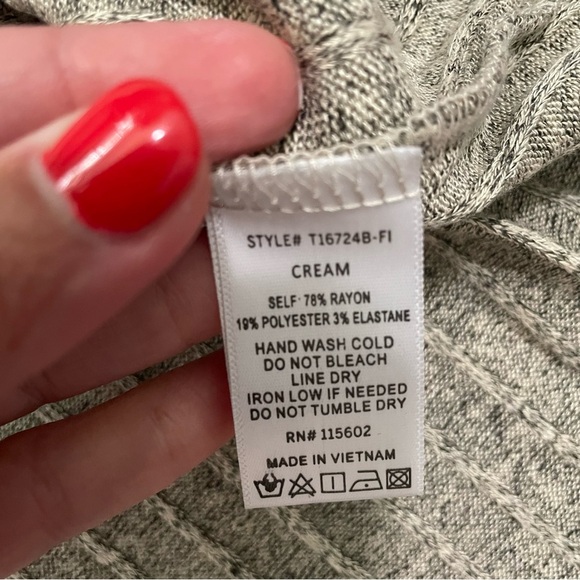 STYLE# T16724B-FI
CREAM
SELF: 78% RAYON
19% POLYESTER 3% ELASTANE
HAND WASH COLD
DO NOT BLEACH
LINE DRY
IRON LOW IF NEEDED
DO NOT TUMBLE DRY
RN# 115602
MADE IN VIETNAM